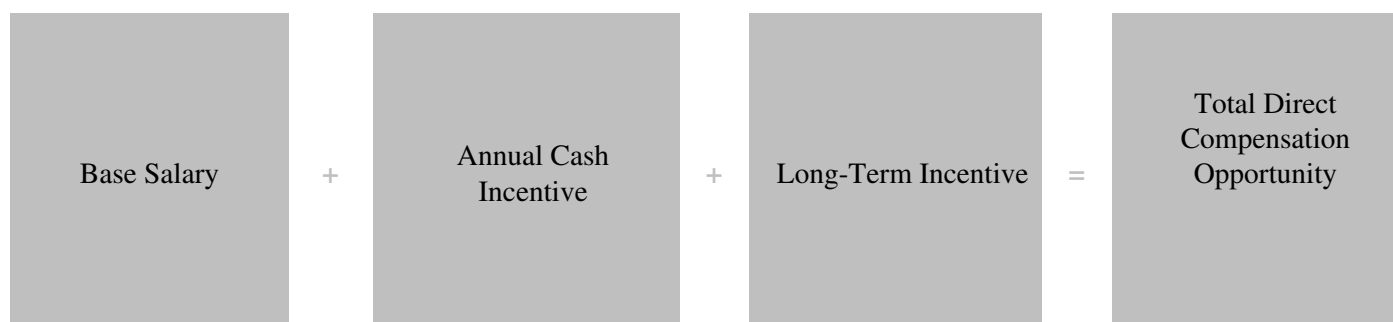 Base Salary
+
Annual Cash
Incentive
+
Long-Term Incentive
=
Total Direct
Compensation
Opportunity